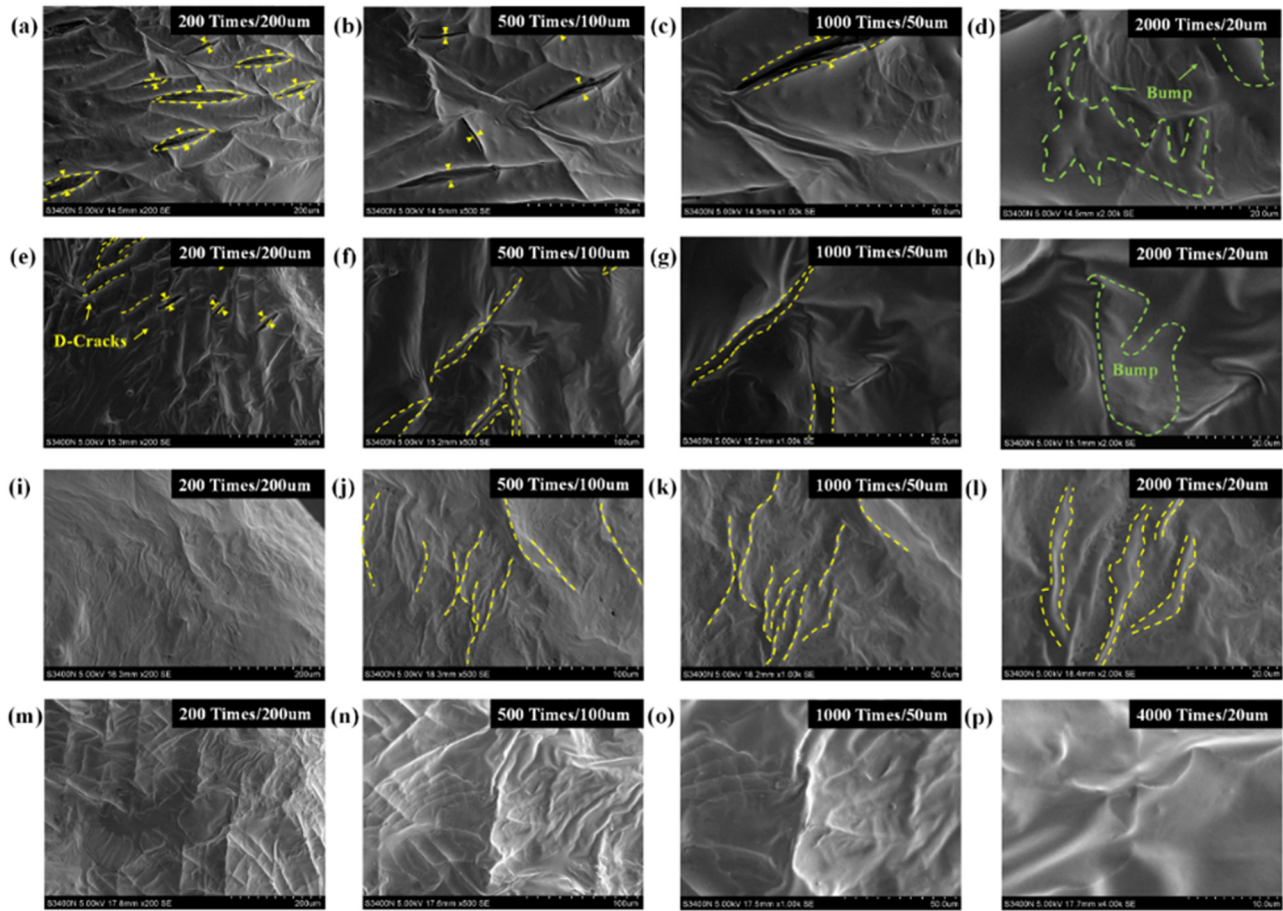 (a) 200 Times/200um
S3400N 5.00kV 14.5mm x200 SE 200um
(b) 500 Times/100um
S3400N 5.00kV 14.5mm x500 SE 100um
(c) 1000 Times/50um
S3400N 5.00kV 14.5mm x1.00k SE 50.0um
(d) 2000 Times/20um
Bump
S3400N 5.00kV 14.5mm x2.00k SE 20.0um
(e) 200 Times/200um
D-Cracks
S3400N 5.00kV 15.3mm x200 SE 200um
(f) 500 Times/100um
S3400N 5.00kV 15.2mm x500 SE 100um
(g) 1000 Times/50um
S3400N 5.00kV 15.2mm x1.00k SE 50.0um
(h) 2000 Times/20um
Bump
S3400N 5.00kV 15.1mm x2.00k SE 20.0um
(i) 200 Times/200um
S3400N 5.00kV 18.3mm x200 SE 200um
(j) 500 Times/100um
S3400N 5.00kV 18.3mm x500 SE 100um
(k) 1000 Times/50um
S3400N 5.00kV 18.2mm x1.00k SE 50.0um
(l) 2000 Times/20um
S3400N 5.00kV 18.4mm x2.00k SE 20.0um
(m) 200 Times/200um
S3400N 5.00kV 17.8mm x200 SE 200um
(n) 500 Times/100um
S3400N 5.00kV 17.6mm x500 SE 100um
(o) 1000 Times/50um
S3400N 5.00kV 17.5mm x1.00k SE 50.0um
(p) 4000 Times/20um
S3400N 5.00kV 17.7mm x4.00k SE 10.0um